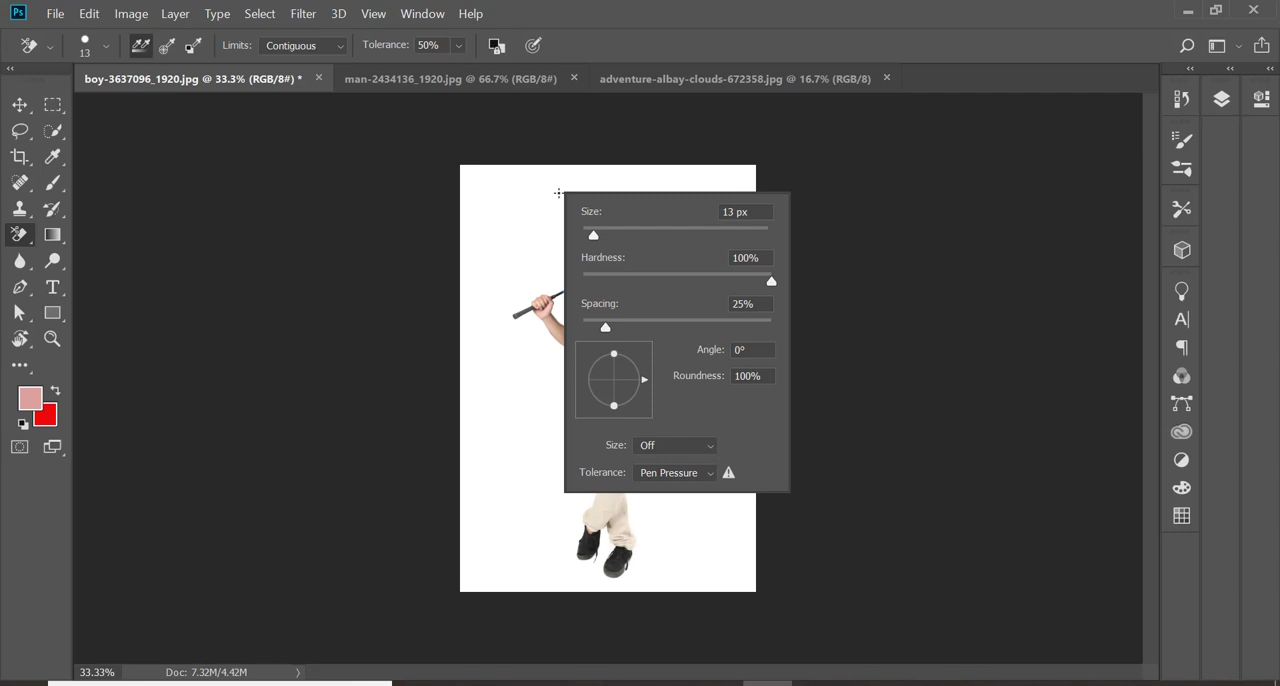 Ps File Edit Image Layer Type Select Filter 3D View Window Help
13 Limits: Contiguous Tolerance: 50%
boy-3637096_1920.jpg @ 33.3% (RGB/8#) * man-2434136_1920.jpg @ 66.7% (RGB/8#) adventure-albay-clouds-672358.jpg @ 16.7% (RGB/8)
Size: 13 px
Hardness: 100%
Spacing: 25%
Angle: 0º
Roundness: 100%
Size: Off
Tolerance: Pen Pressure
33.33% Doc: 7.32M/4.42M